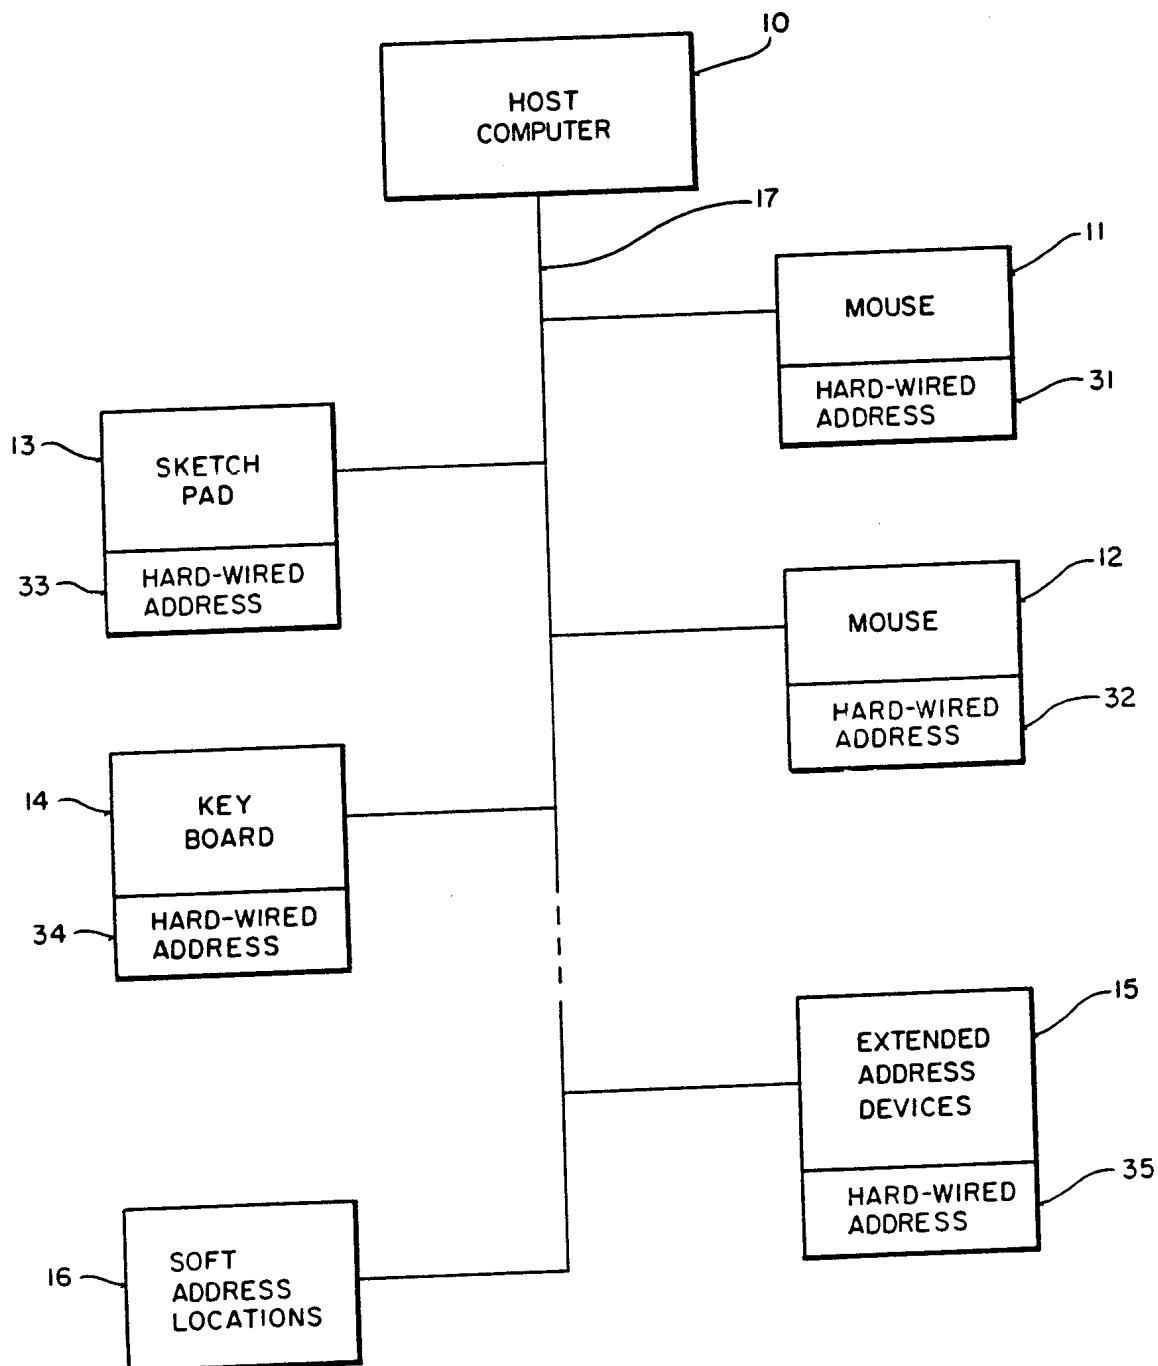 10
HOST
COMPUTER
17
11
MOUSE
HARD-WIRED
ADDRESS
31
13
SKETCH
PAD
33
HARD-WIRED
ADDRESS
12
MOUSE
HARD-WIRED
ADDRESS
32
14
KEY
BOARD
34
HARD-WIRED
ADDRESS
15
EXTENDED
ADDRESS
DEVICES
HARD-WIRED
ADDRESS
35
16
SOFT
ADDRESS
LOCATIONS